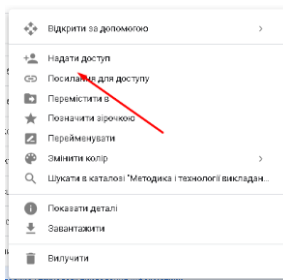 Відкрити за допомогою
Надати доступ
Посилання для доступу
Перемістити в
Позначити зірочкою
Перейменувати
Змінити колір
Шукати в каталозі "Методика і технології викладан...
Показати деталі
Завантажити
Вилучити